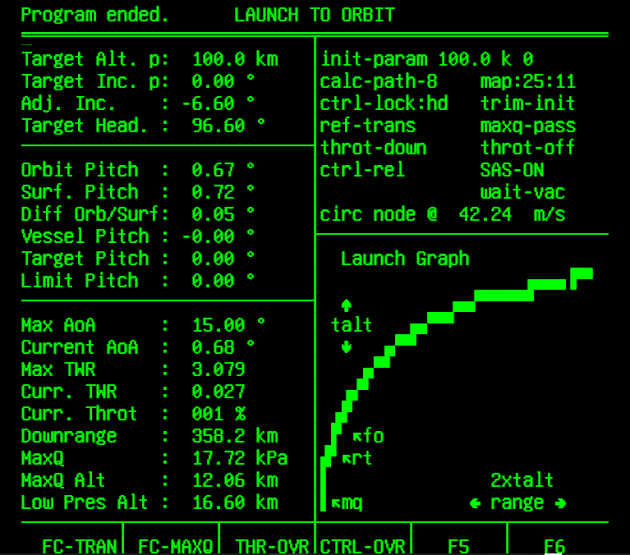 Program ended. LAUNCH TO ORBIT
Target Alt. p: 100.0 km
Target Inc. p: 0.00 °
Adj. Inc. : -6.60 °
Target Head. : 96.60 °
Orbit Pitch : 0.67 °
Surf. Pitch : 0.72 °
Diff Orb/Surf: 0.05 °
Vessel Pitch : -0.00 °
Target Pitch : 0.00 °
Limit Pitch : 0.00 °
Max AoA : 15.00 °
Current AoA : 0.68 °
Max TWR : 3.079
Curr. TWR : 0.027
Curr. Throt : 001 %
Downrange : 358.2 km
MaxQ : 17.72 kPa
MaxQ Alt : 12.06 km
Low Pres Alt : 16.60 km
init-param 100.0 k 0
calc-path-8 map:25:11
ctrl-lock:hd trim-init
ref-trans maxq-pass
throt-down throt-off
ctrl-rel SAS-ON
wait-vac
circ node @ 42.24 m/s
Launch Graph
↑
talt
↓
↖fo
↖rt
2xtalt
↖mq ← range →
FC-TRAN| FC-MAXQ| THR-OVR|CTRL-OVR| F5 | F6